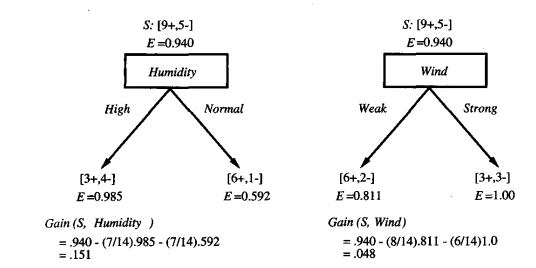 S: [9+,5-]
E =0.940
Humidity
High
Normal
[3+,4-]
E =0.985
[6+,1-]
E =0.592
Gain (S, Humidity )
= .940 - (7/14).985 - (7/14).592
= .151
S: [9+,5-]
E =0.940
Wind
Weak
Strong
[6+,2-]
E =0.811
[3+,3-]
E =1.00
Gain (S, Wind)
= .940 - (8/14).811 - (6/14)1.0
= .048